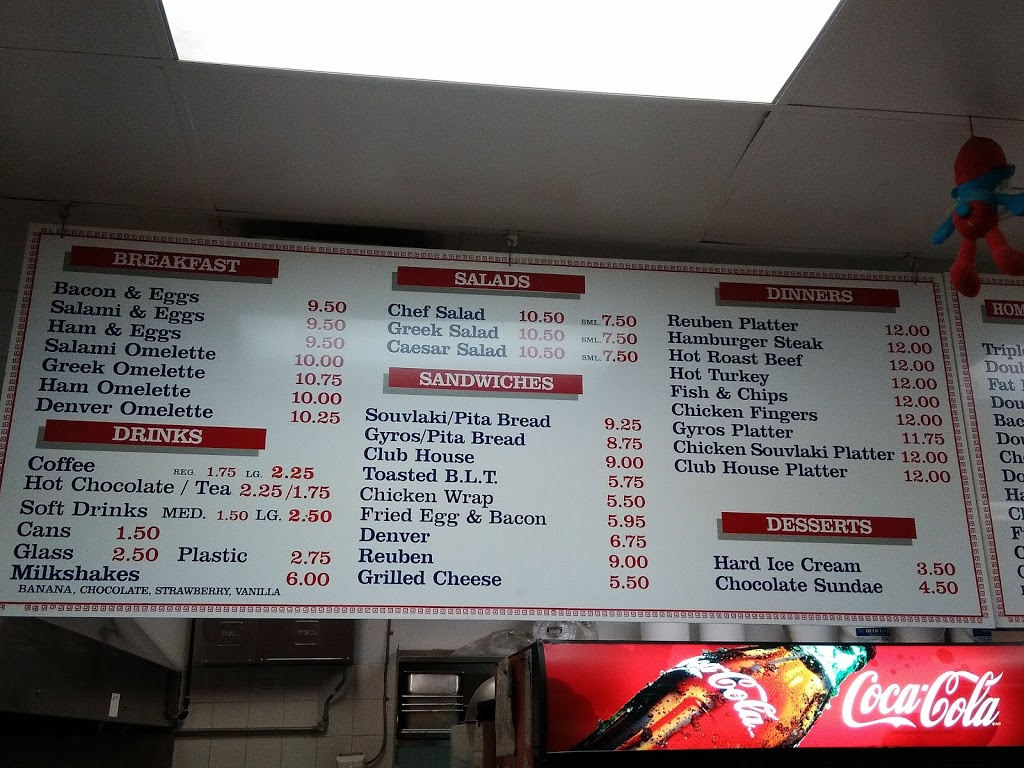 BREAKFAST
Bacon & Eggs 9.50
Salami & Eggs 9.50
Ham & Eggs 9.50
Salami Omelette 10.00
Greek Omelette 10.75
Ham Omelette 10.00
Denver Omelette 10.25
DRINKS
Coffee REG. 1.75 LG. 2.25
Hot Chocolate / Tea 2.25/1.75
Soft Drinks MED. 1.50 LG. 2.50
Cans 1.50
Glass 2.50 Plastic 2.75
Milkshakes 6.00
BANANA, CHOCOLATE, STRAWBERRY, VANILLA
SALADS
Chef Salad 10.50 SML. 7.50
Greek Salad 10.50 SML. 7.50
Caesar Salad 10.50 SML. 7.50
SANDWICHES
Souvlaki/Pita Bread 9.25
Gyros/Pita Bread 8.75
Club House 9.00
Toasted B.L.T. 5.75
Chicken Wrap 5.50
Fried Egg & Bacon 5.95
Denver 6.75
Reuben 9.00
Grilled Cheese 5.50
DINNERS
Reuben Platter 12.00
Hamburger Steak 12.00
Hot Roast Beef 12.00
Hot Turkey 12.00
Fish & Chips 12.00
Chicken Fingers 12.00
Gyros Platter 11.75
Chicken Souvlaki Platter 12.00
Club House Platter 12.00
DESSERTS
Hard Ice Cream 3.50
Chocolate Sundae 4.50
HOM
Triple
Doub
Fat
Dou
Bac
Dou
Coca-Cola
Coca-Cola